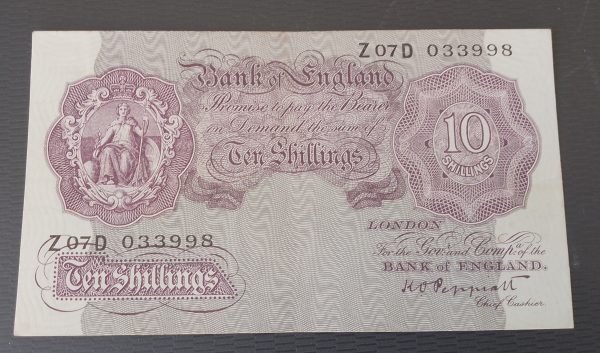 Z07D 033998
Bank of England
Promise to pay the Bearer
on Demand the sum of
Ten Shillings
10
SHILLINGS
LONDON
Z07D 033998
For the Govr. and Compa. of the
BANK of ENGLAND.
Ten Shillings
K O Peppiatt
Chief Cashier.